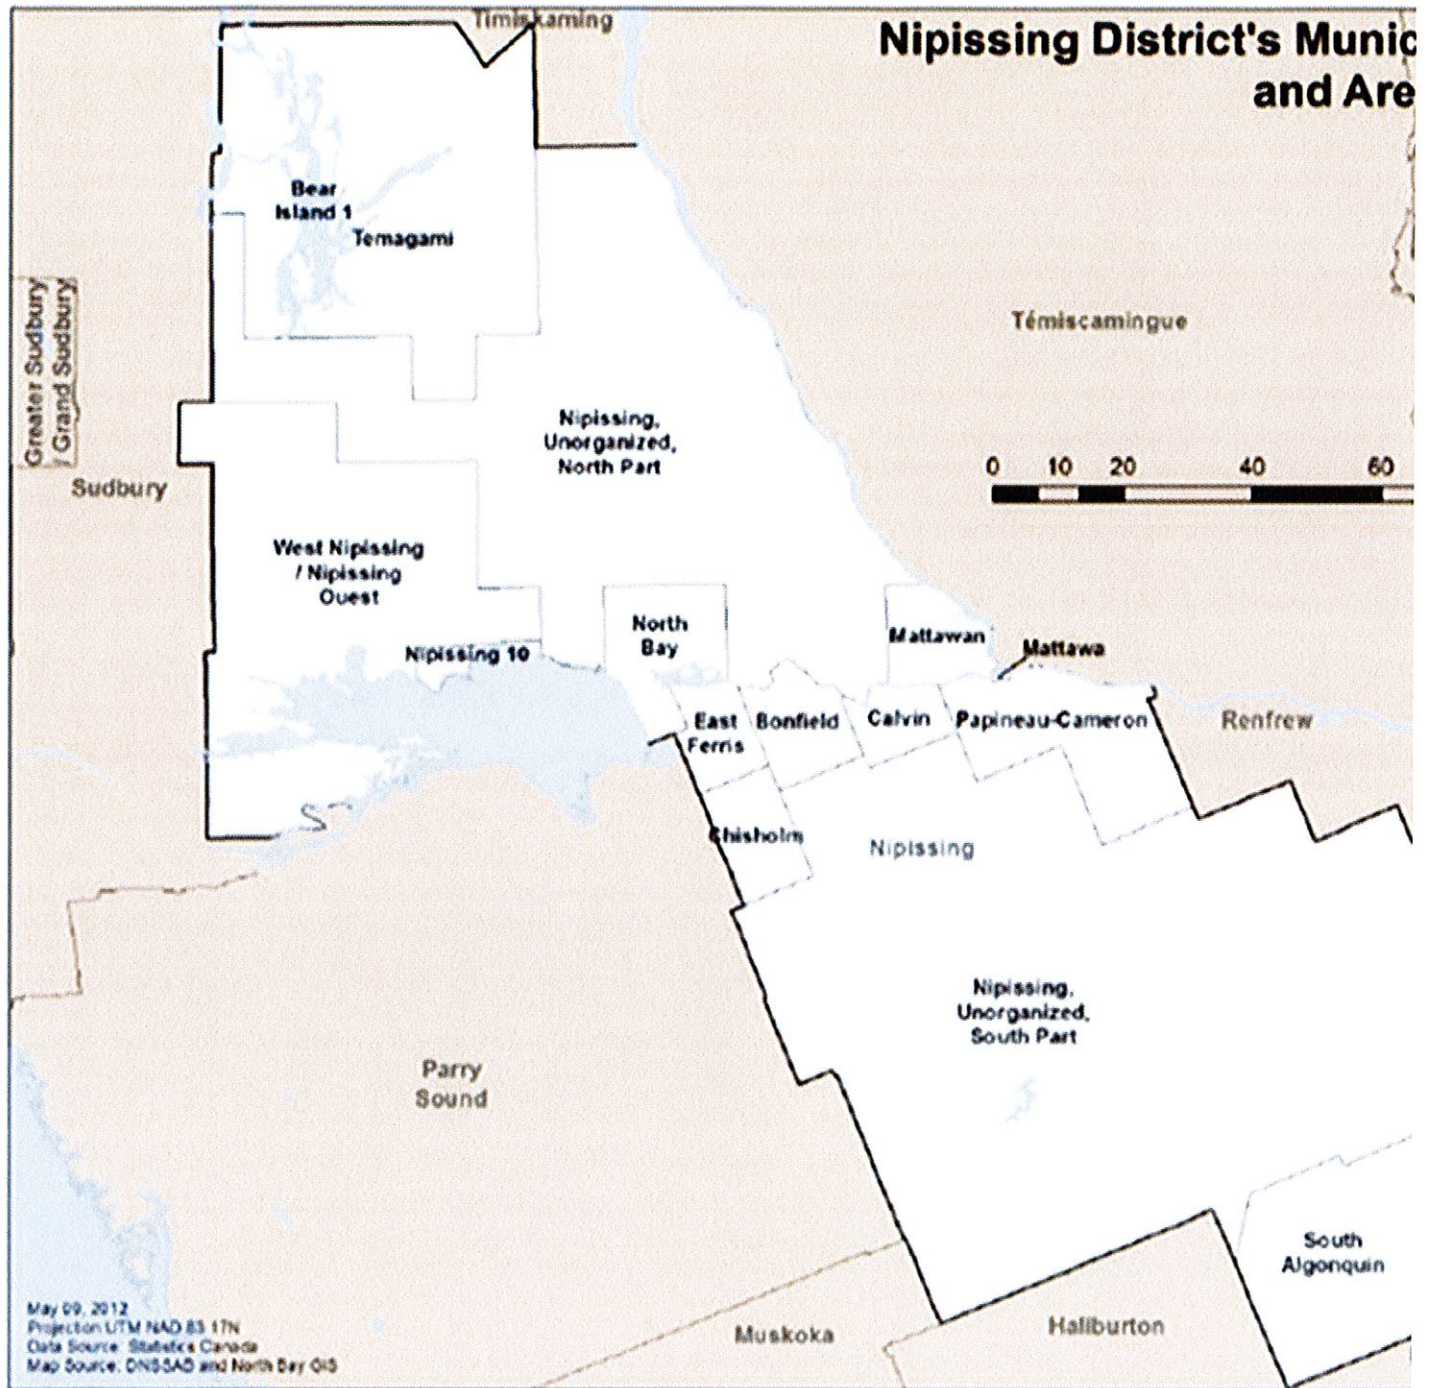 Timiskaming
Nipissing District's Munic
and Are
Bear
Island 1
Temagami
Greater Sudbury
/ Grand Sudbury
Témiscamingue
Nipissing,
Unorganized,
North Part
0 10 20 40 60
Sudbury
West Nipissing
/ Nipissing
Ouest
North
Bay
Mattawan
Mattawa
Nipissing 10
East
Ferris
Bonfield
Calvin
Papineau-Cameron
Renfrew
Chisholm
Nipissing
Nipissing,
Unorganized,
South Part
Parry
Sound
South
Algonquin
May 09, 2012
Projection UTM NAD 83 17N
Data Source: Statistics Canada
Map Source: DNSSAB and North Bay GIS
Muskoka
Haliburton